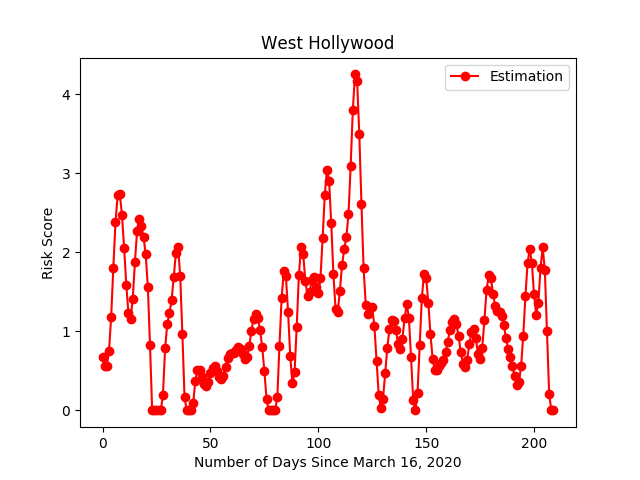 West Hollywood
Estimation
Risk Score
4
3
2
1
0
0 50 100 150 200
Number of Days Since March 16, 2020